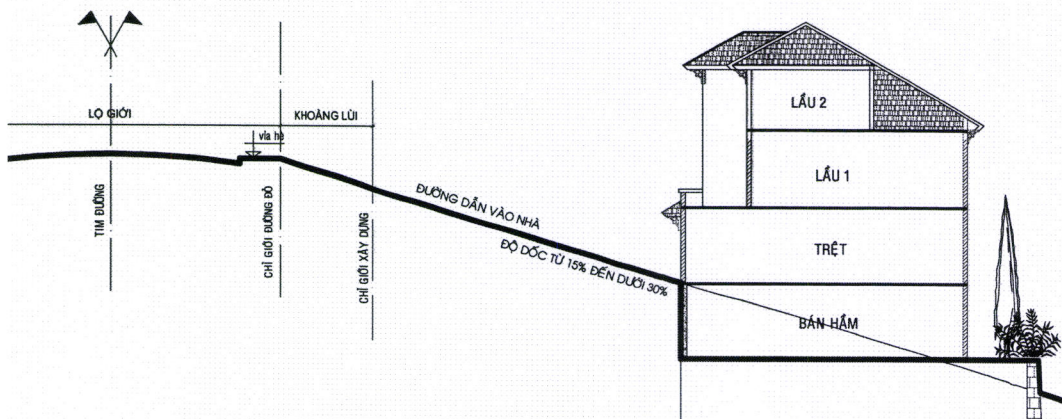 LỘ GIỚI
KHOẢNG LÙI
vỉa hè
TIM ĐƯỜNG
CHỈ GIỚI ĐƯỜNG ĐỎ
CHỈ GIỚI XÂY DỰNG
ĐƯỜNG DẪN VÀO NHÀ
ĐỘ DỐC TỪ 15% ĐẾN DƯỚI 30%
LẦU 2
LẦU 1
TRỆT
BÁN HẦM